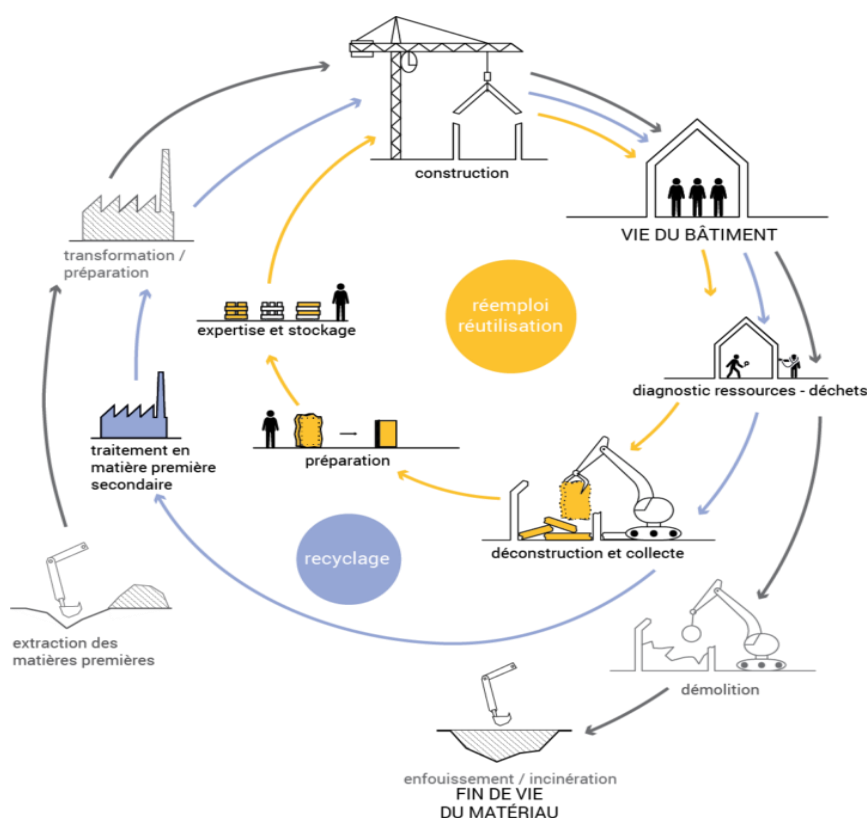 construction
VIE DU BÂTIMENT
transformation /
préparation
réemploi
réutilisation
expertise et stockage
diagnostic ressources - déchets
traitement en
matière première
secondaire
préparation
déconstruction et collecte
recyclage
extraction des
matières premières
démolition
enfouissement / incinération
FIN DE VIE
DU MATÉRIAU